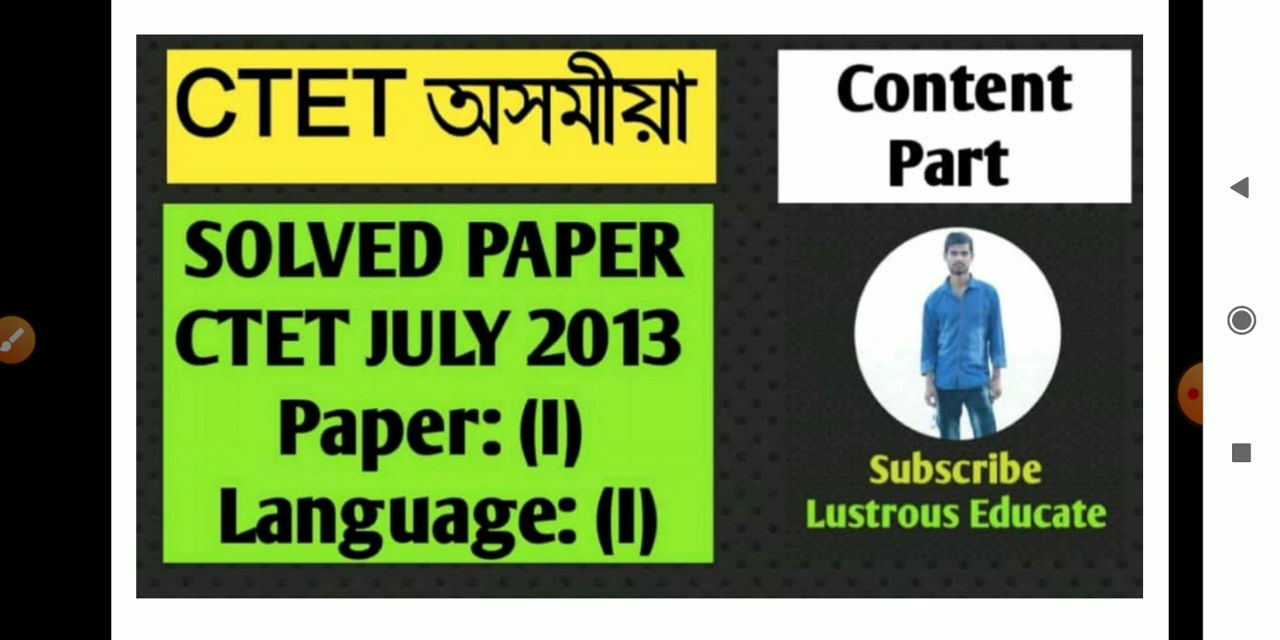 CTET অসমীয়া
SOLVED PAPER
CTET JULY 2013
Paper: (I)
Language: (I)
Content
Part
Subscribe
Lustrous Educate